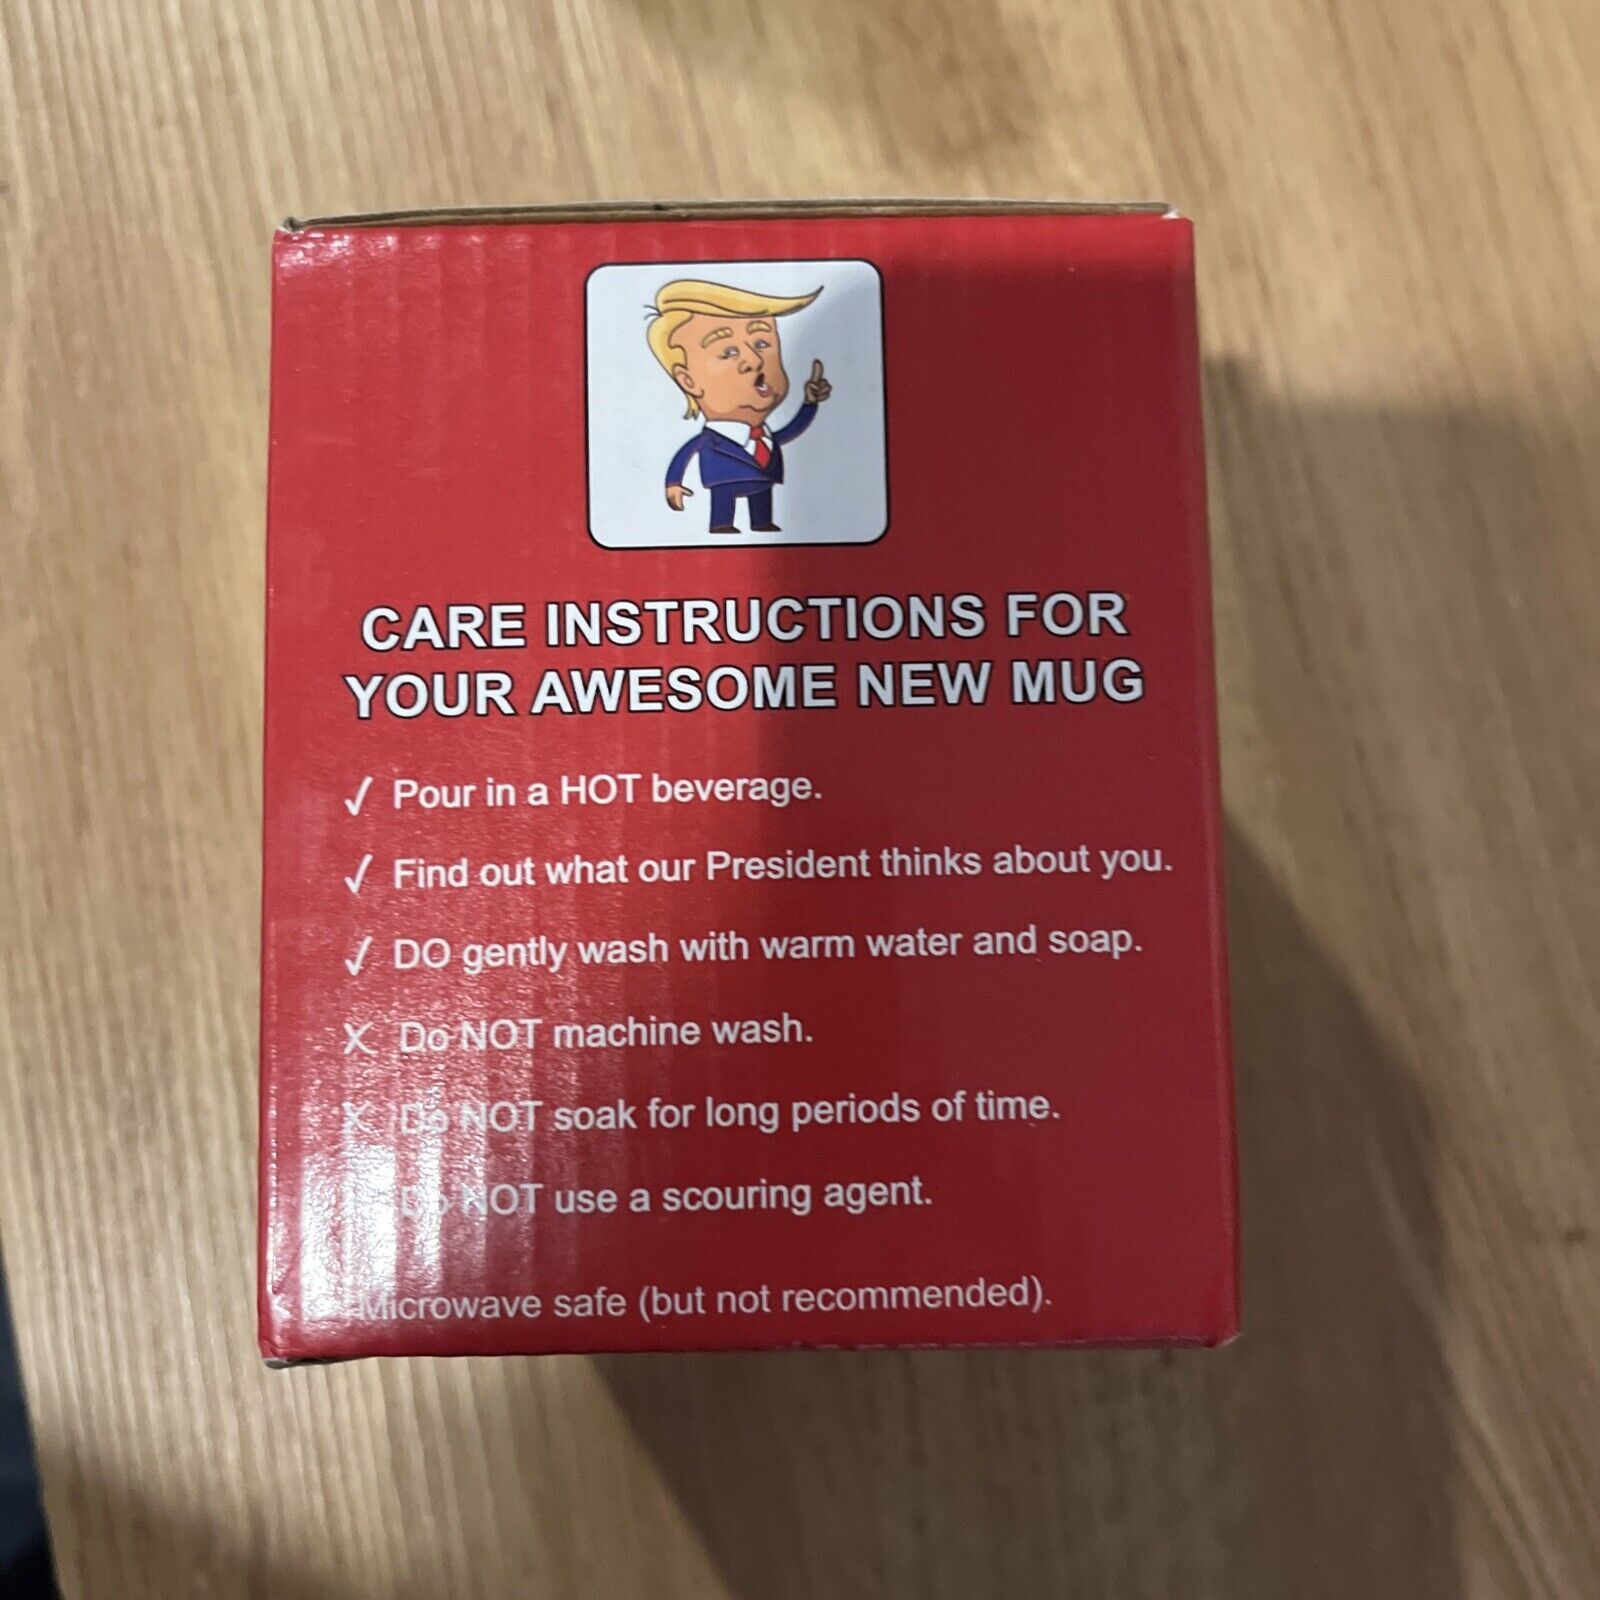 CARE INSTRUCTIONS FOR
YOUR AWESOME NEW MUG
✓ Pour in a HOT beverage.
✓ Find out what our President thinks about you.
✓ DO gently wash with warm water and soap.
X Do NOT machine wash.
X Do NOT soak for long periods of time.
Do NOT use a scouring agent.
Microwave safe (but not recommended).